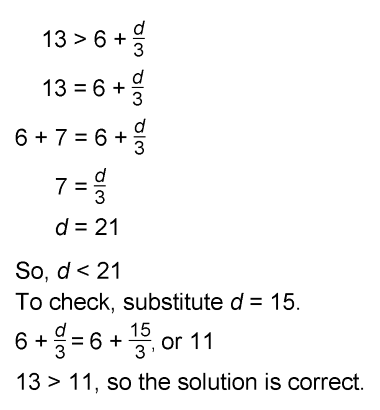 13 > 6 + d/3
13 = 6 + d/3
6 + 7 = 6 + d/3
7 = d/3
d = 21
So, d < 21
To check, substitute d = 15.
6 + d/3 = 6 + 15/3, or 11
13 > 11, so the solution is correct.